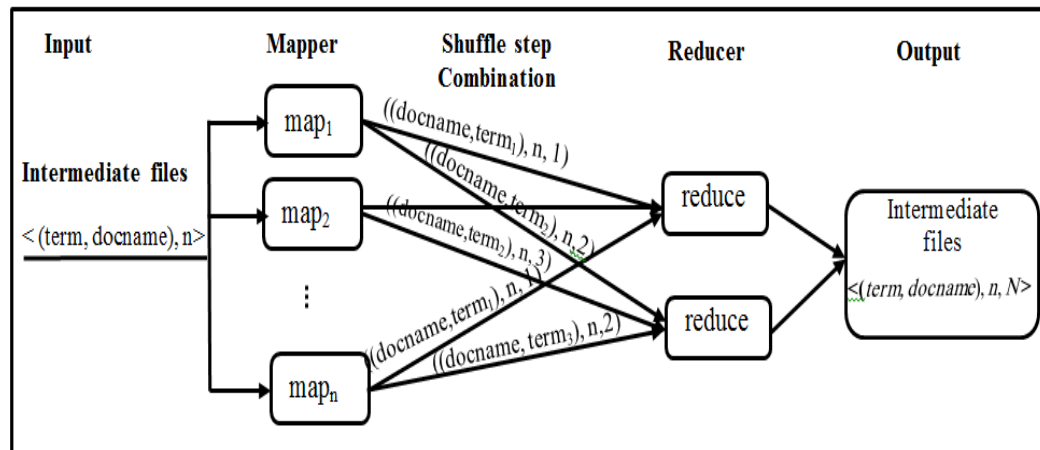 Input
Mapper
Shuffle step
Combination
Reducer
Output
Intermediate files
< (term, docname), n>
map₁
map₂
⋮
mapₙ
((docname,term₁), n, 1)
((docname,term₂), n,2)
((docname,term₂), n, 3)
((docname,term₁), n, 1)
((docname, term₃), n,2)
reduce
reduce
Intermediate
files
<(term, docname), n, N>